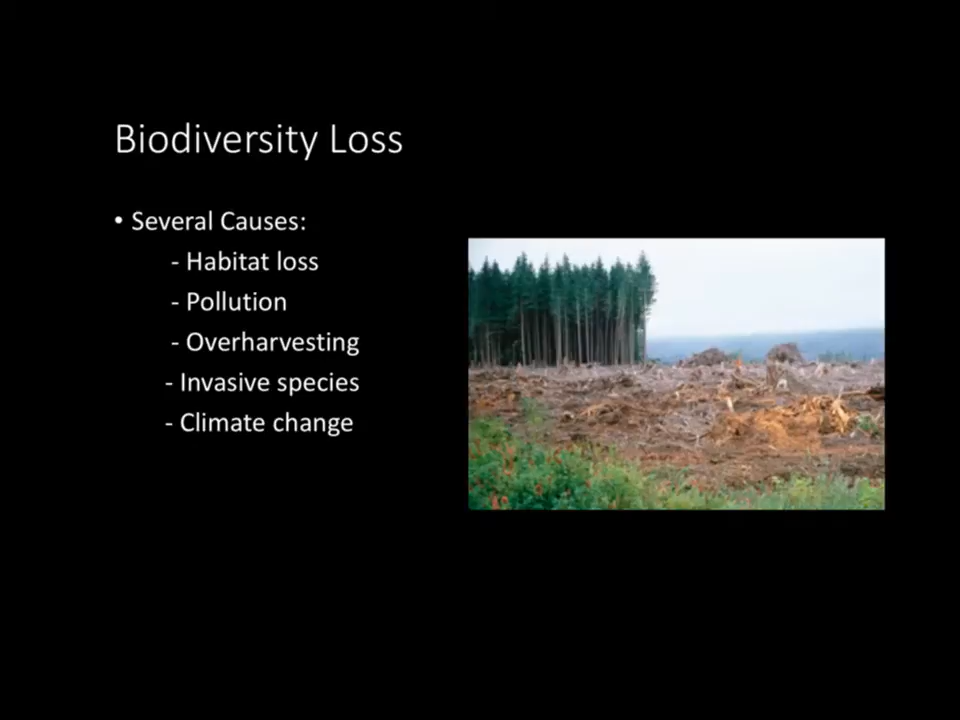 Biodiversity Loss
• Several Causes:
- Habitat loss
- Pollution
- Overharvesting
- Invasive species
- Climate change